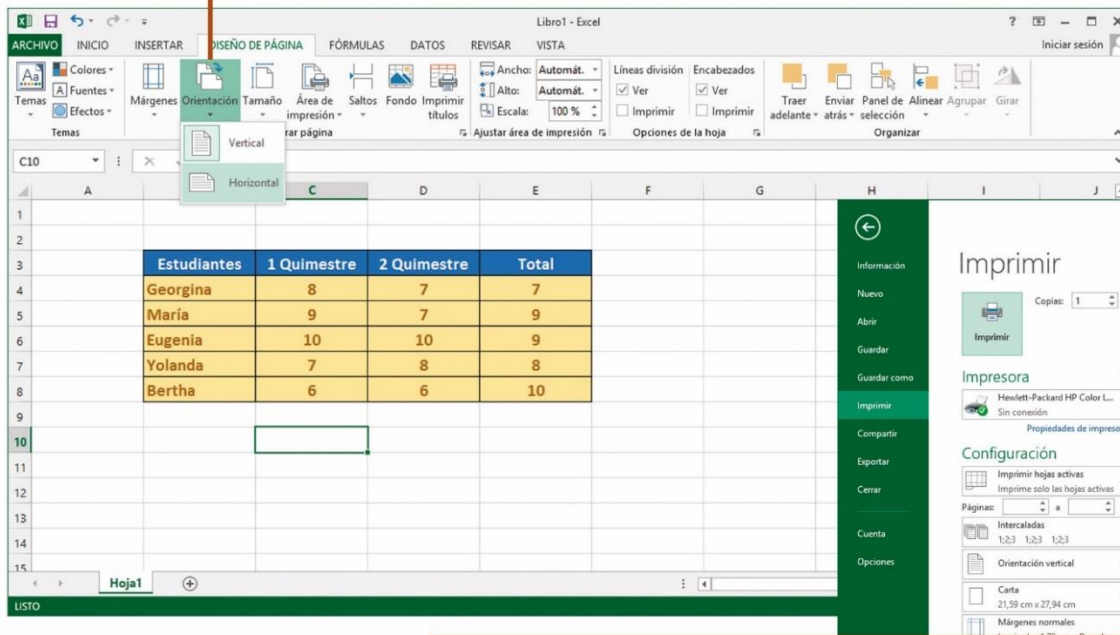 Libro1 - Excel
ARCHIVO INICIO INSERTAR DISEÑO DE PÁGINA FÓRMULAS DATOS REVISAR VISTA Iniciar sesión
Colores
Fuentes
Efectos
Temas
Márgenes Orientación Tamaño Área de impresión Saltos Fondo Imprimir títulos
Ancho: Automát.
Alto: Automát.
Escala: 100 %
Líneas división Encabezados
Ver Ver
Imprimir Imprimir
Traer adelante Enviar atrás Panel de selección Alinear Agrupar Girar
Temas rar página Ajustar área de impresión Opciones de la hoja Organizar
Vertical
Horizontal
C10
A C D E F G H I J
1
2
3 Estudiantes 1 Quimestre 2 Quimestre Total
4 Georgina 8 7 7
5 María 9 7 9
6 Eugenia 10 10 9
7 Yolanda 7 8 8
8 Bertha 6 6 10
9
10
11
12
13
14
15
Hoja1
LISTO
Información
Nuevo
Abrir
Guardar
Guardar como
Imprimir
Compartir
Exportar
Cerrar
Cuenta
Opciones
Imprimir
Copias: 1
Imprimir
Impresora
Hewlett-Packard HP Color L...
Sin conexión
Propiedades de impreso
Configuración
Imprimir hojas activas
Imprime solo las hojas activas
Páginas: a
Intercaladas
1;2;3 1;2;3 1;2;3
Orientación vertical
Carta
21,59 cm x 27,94 cm
Márgenes normales